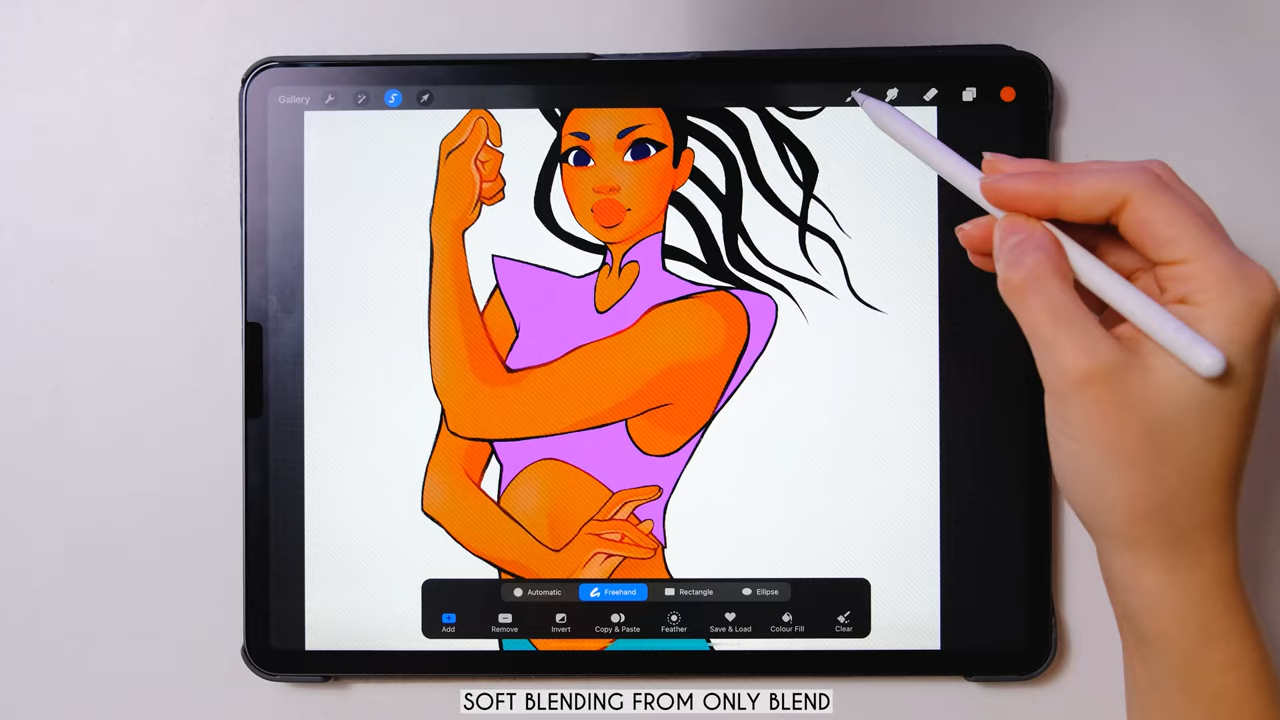 Gallery
Automatic Freehand Rectangle Ellipse
Add Remove Invert Copy & Paste Feather Save & Load Colour Fill Clear
SOFT BLENDING FROM ONLY BLEND